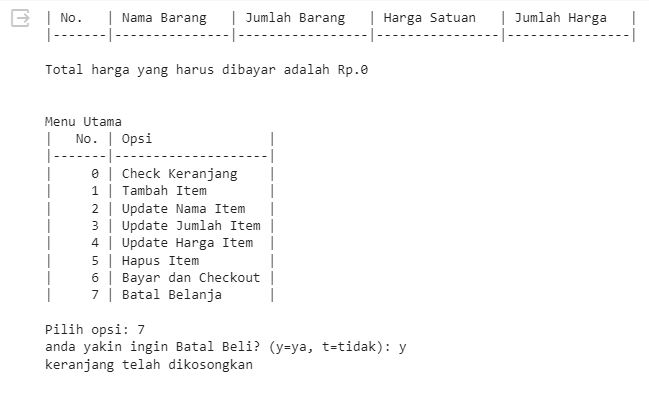 | No. | Nama Barang | Jumlah Barang | Harga Satuan | Jumlah Harga |
|-------|---------------|-----------------|----------------|----------------|
Total harga yang harus dibayar adalah Rp.0
Menu Utama
| No. | Opsi |
|-------|--------------------|
| 0 | Check Keranjang |
| 1 | Tambah Item |
| 2 | Update Nama Item |
| 3 | Update Jumlah Item |
| 4 | Update Harga Item |
| 5 | Hapus Item |
| 6 | Bayar dan Checkout |
| 7 | Batal Belanja |
Pilih opsi: 7
anda yakin ingin Batal Beli? (y=ya, t=tidak): y
keranjang telah dikosongkan